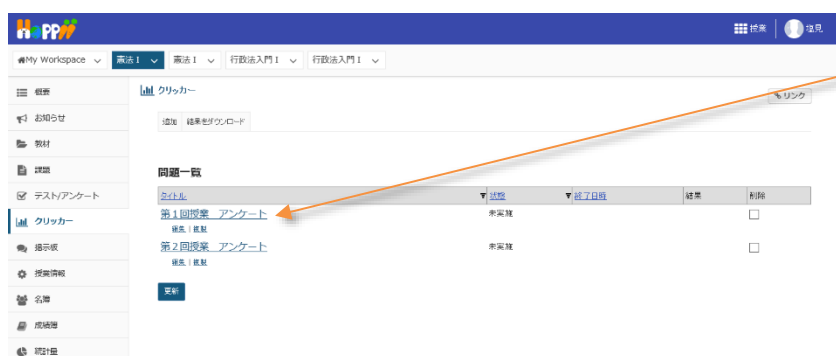 Hoppii
授業 塩見
My Workspace 憲法 I 憲法 I 行政法入門 I 行政法入門 I
概要
お知らせ
教材
課題
テスト/アンケート
クリッカー
掲示板
授業情報
名簿
成績簿
統計量
クリッカー
リンク
追加 結果をダウンロード
問題一覧
タイトル ▼状態 ▼終了日時 結果 削除
第1回授業 アンケート 未実施
編集 | 複製
第2回授業 アンケート 未実施
編集 | 複製
更新